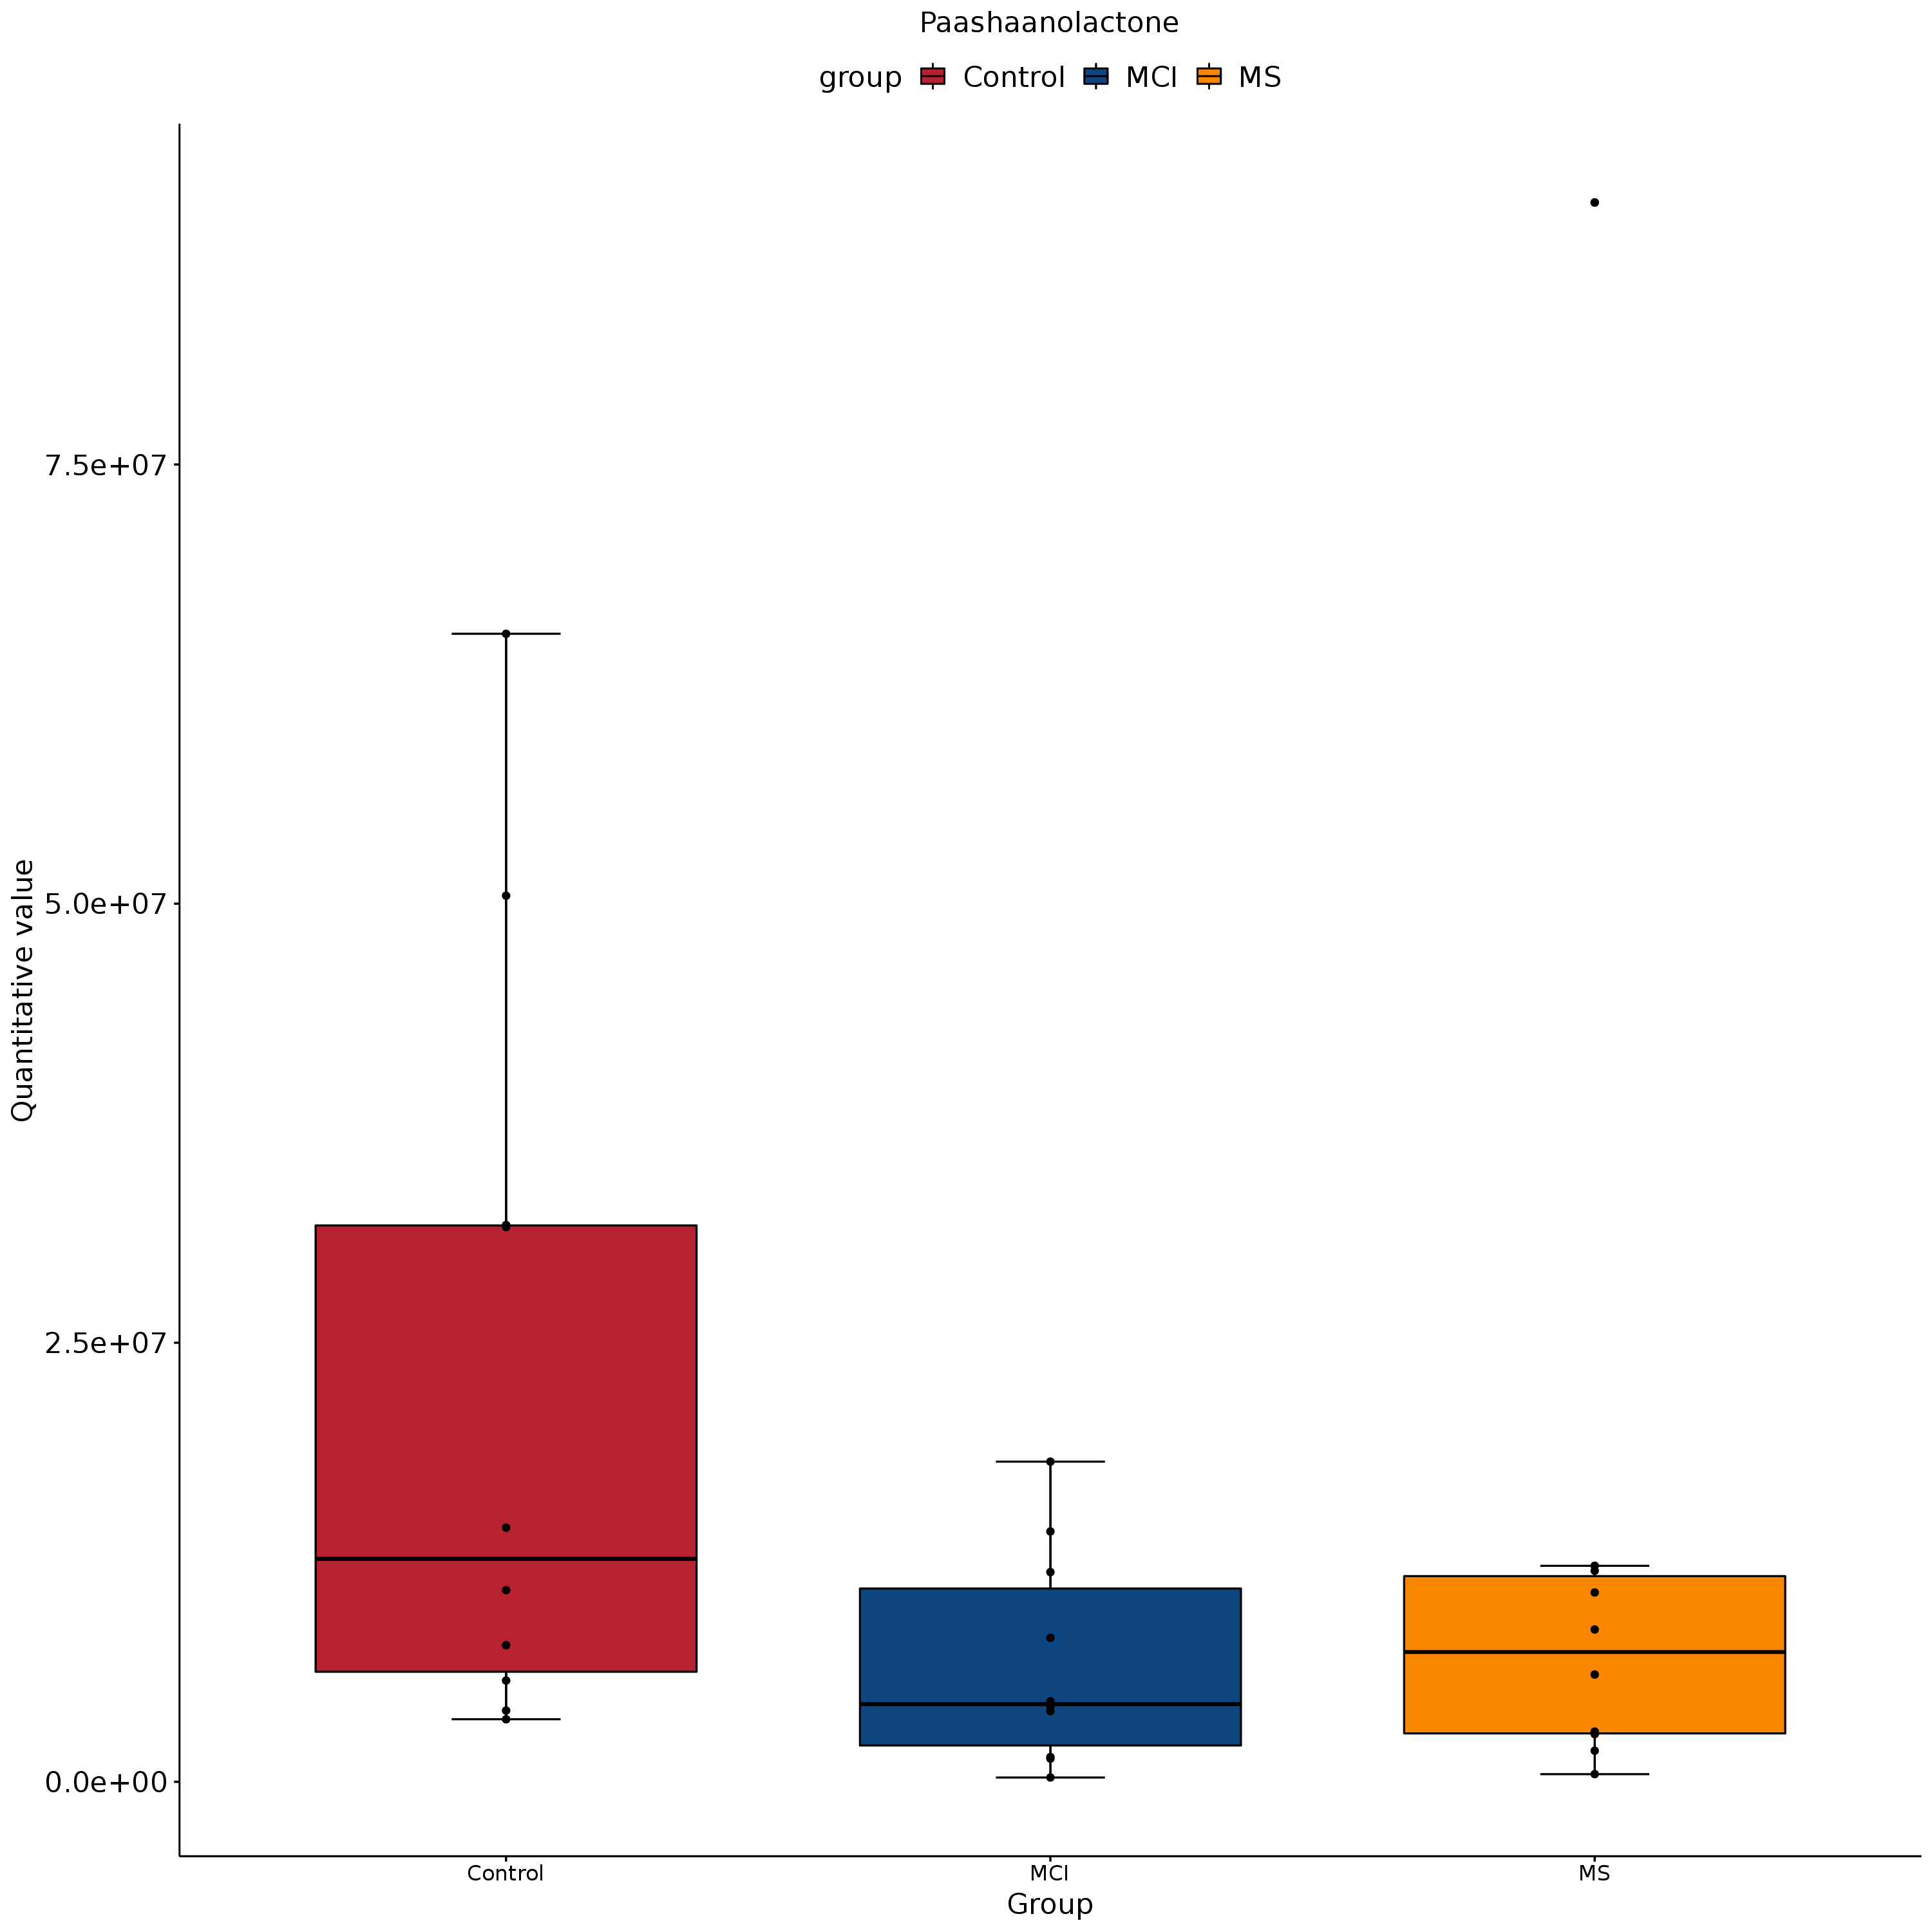 Paashaanolactone
group Control MCI MS
Quantitative value
7.5e+07
5.0e+07
2.5e+07
0.0e+00
Control MCI MS
Group